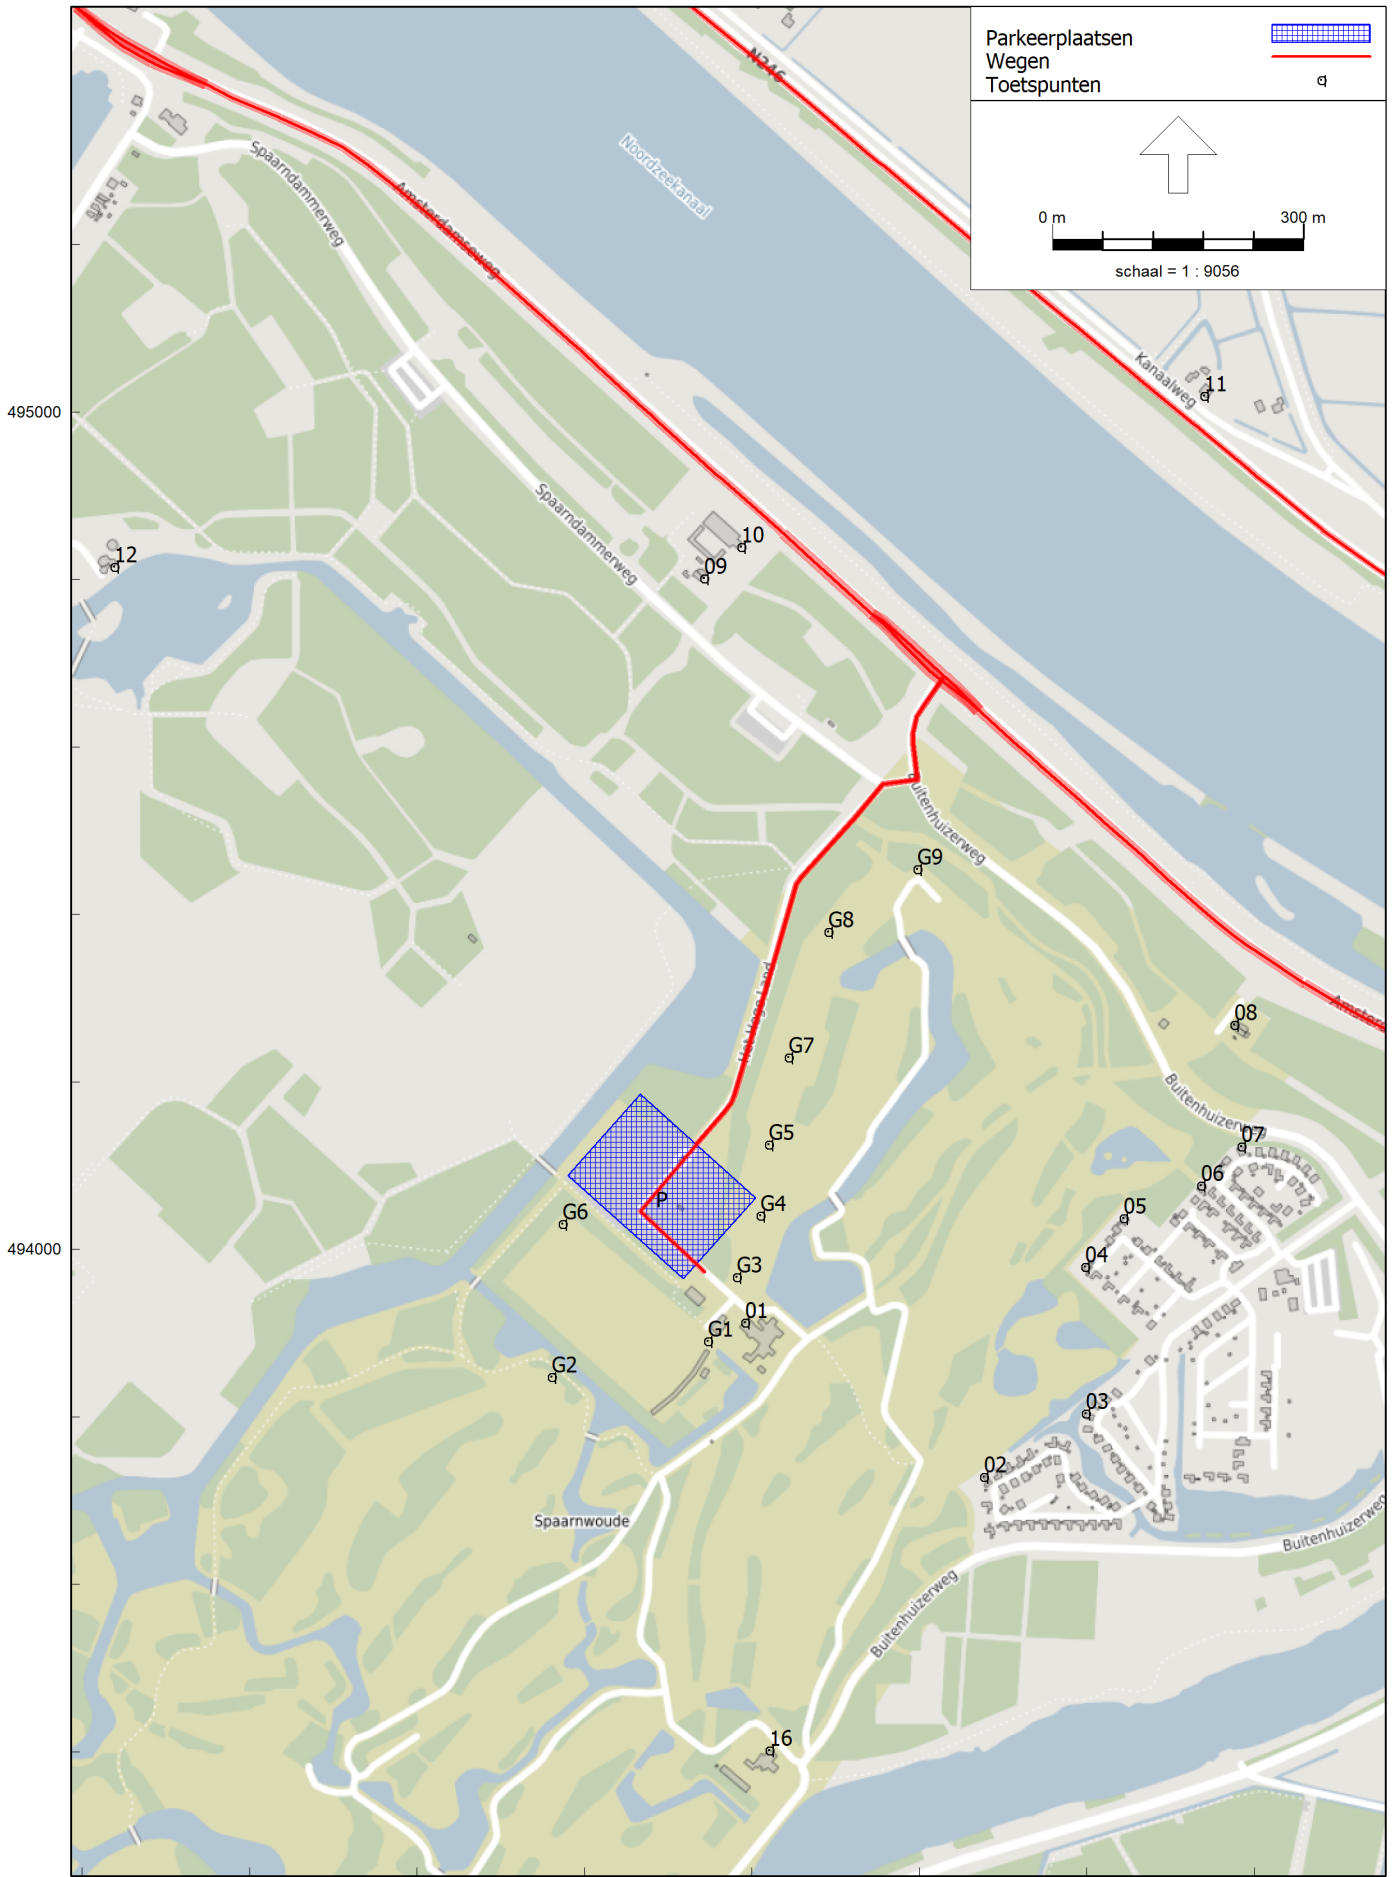 Parkeerplaatsen
Wegen
Toetspunten
0 m 300 m
schaal = 1 : 9056
N246
Noordzeekanaal
Spaarndammerweg
Amsterdamseweg
Kanaalweg
11
495000
Spaarndammerweg
10
09
12
Buitenhuizerweg
G9
G8
Het Hoge Land
Amsters
08
G7
Buitenhuizerweg
07
G5
06
P
G4
G6
05
494000
04
G3
01
G1
G2
03
02
Spaarnwoude
Buitenhuizerweg
Buitenhuizerweg
16